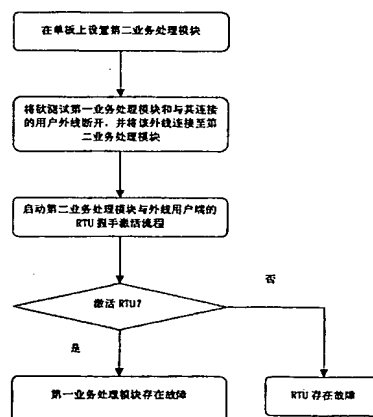 在单板上设置第二业务处理模块
将欲测试第一业务处理模块和与其连接
的用户外线断开，并将该外线连接至第
二业务处理模块
启动第二业务处理模块与外线用户端的
RTU 握手激活流程
激活 RTU？
否
是
第一业务处理模块存在故障
RTU 存在故障